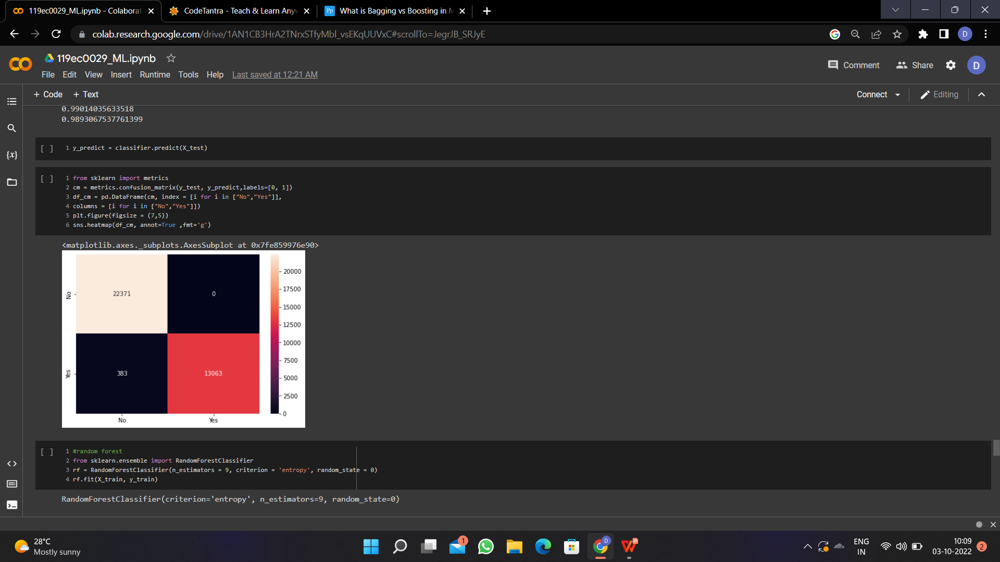 119ec0029_ML.ipynb - Colaborat
CodeTantra - Teach & Learn Anyw
Pp What is Bagging vs Boosting in M
colab.research.google.com/drive/1AN1CB3HrA2TNrxSTfyMbl_vsEKqUUVxC#scrollTo=JegrJB_SRJyE
G
D
119ec0029_ML.ipynb
Comment
Share
D
File Edit View Insert Runtime Tools Help Last saved at 12:21 AM
+ Code + Text
Connect
Editing
0.99014035633518
0.9893067537761399
{x}
[ ] 1 y_predict = classifier.predict(X_test)
[ ] 1 from sklearn import metrics
2 cm = metrics.confusion_matrix(y_test, y_predict,labels=[0, 1])
3 df_cm = pd.DataFrame(cm, index = [i for i in ["No","Yes"]],
4 columns = [i for i in ["No","Yes"]])
5 plt.figure(figsize = (7,5))
6 sns.heatmap(df_cm, annot=True ,fmt='g')
<matplotlib.axes._subplots.AxesSubplot at 0x7fe859976e90>
20000
17500
No 22371 0
15000
12500
10000
7500
Yes 383 13063
5000
2500
0
No Yes
[ ] 1 #random forest
2 from sklearn.ensemble import RandomForestClassifier
3 rf = RandomForestClassifier(n_estimators = 9, criterion = 'entropy', random_state = 0)
4 rf.fit(X_train, y_train)
RandomForestClassifier(criterion='entropy', n_estimators=9, random_state=0)
28°C
Mostly sunny
1
D
P
ENG
IN
10:09
03-10-2022
2